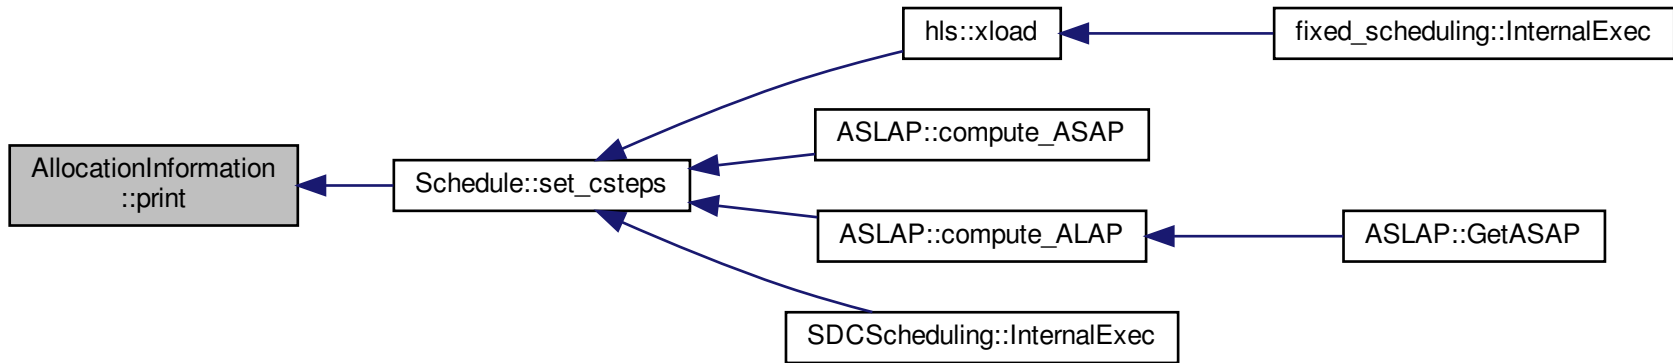 AllocationInformation
::print
Schedule::set_csteps
hls::xload
fixed_scheduling::InternalExec
ASLAP::compute_ASAP
ASLAP::compute_ALAP
ASLAP::GetASAP
SDCScheduling::InternalExec